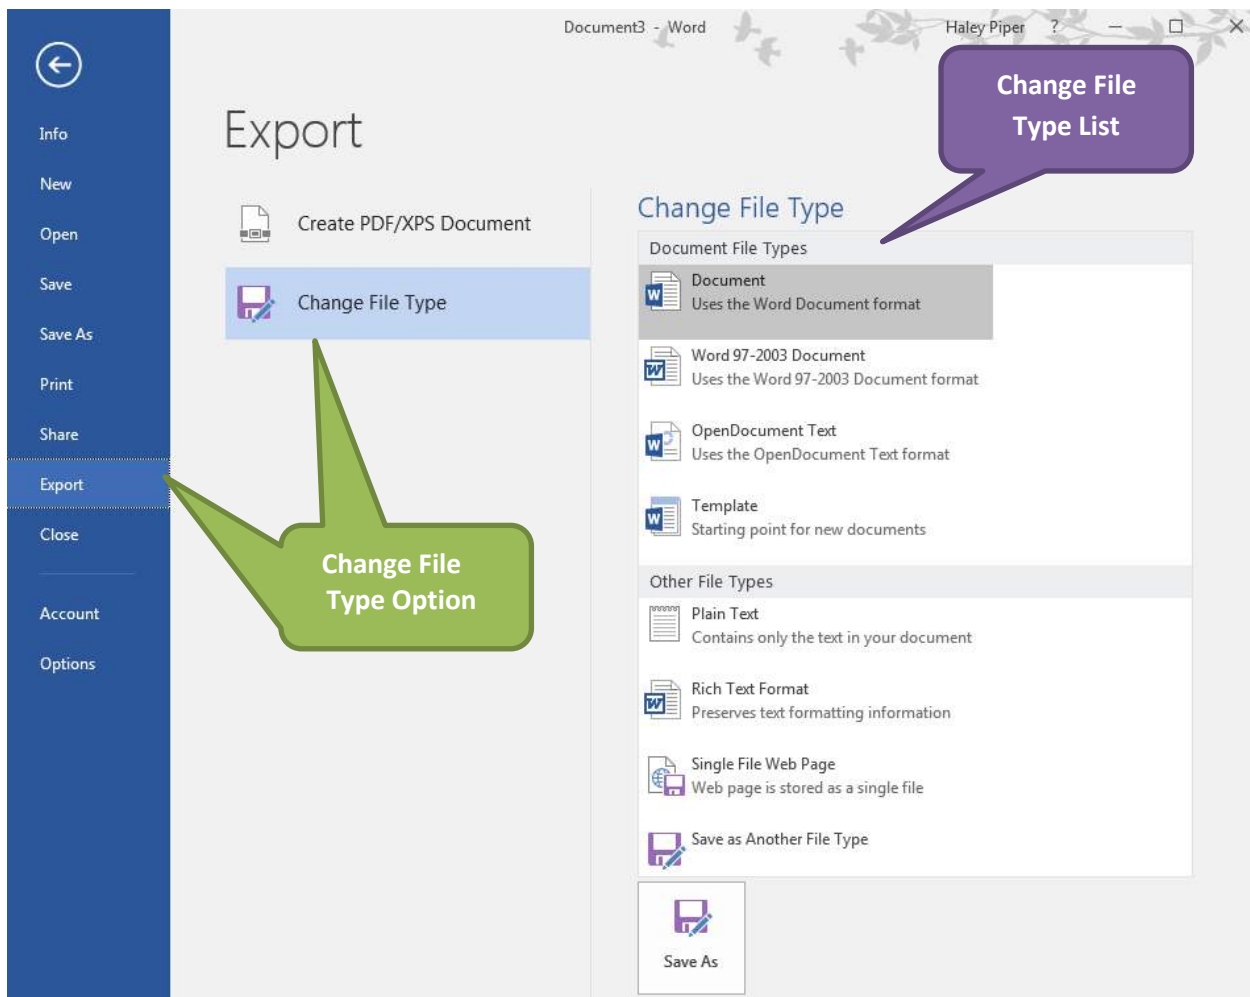 Document3 - Word
Haley Piper
?
Change File
Type List
Info
New
Open
Save
Save As
Print
Share
Export
Close
Account
Options
Export
Create PDF/XPS Document
Change File Type
Change File
Type Option
Change File Type
Document File Types
Document
Uses the Word Document format
Word 97-2003 Document
Uses the Word 97-2003 Document format
OpenDocument Text
Uses the OpenDocument Text format
Template
Starting point for new documents
Other File Types
Plain Text
Contains only the text in your document
Rich Text Format
Preserves text formatting information
Single File Web Page
Web page is stored as a single file
Save as Another File Type
Save As